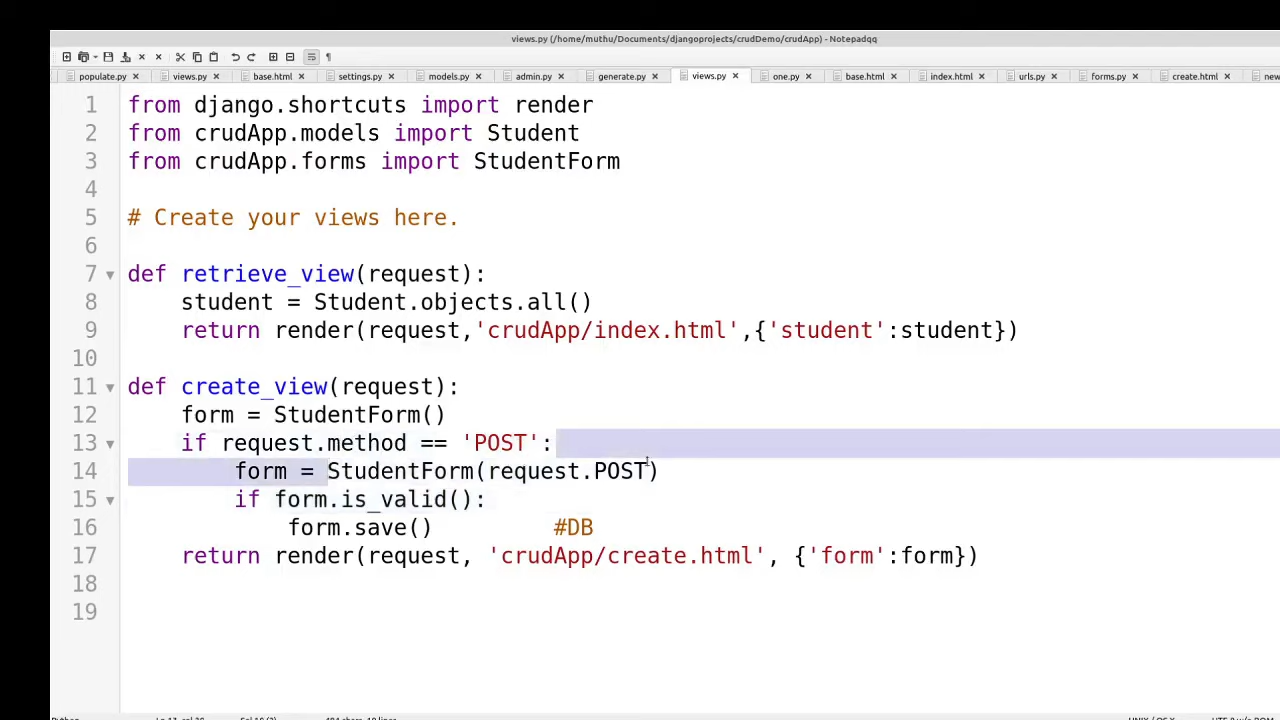 views.py (/home/muthu/Documents/djangoprojects/crudDemo/crudApp) - Notepadqq
populate.py views.py base.html settings.py models.py admin.py generate.py views.py one.py base.html index.html urls.py forms.py create.html new
1 from django.shortcuts import render
2 from crudApp.models import Student
3 from crudApp.forms import StudentForm
4
5 # Create your views here.
6
7 def retrieve_view(request):
8 student = Student.objects.all()
9 return render(request,'crudApp/index.html',{'student':student})
10
11 def create_view(request):
12 form = StudentForm()
13 if request.method == 'POST':
14 form = StudentForm(request.POST)
15 if form.is_valid():
16 form.save() #DB
17 return render(request, 'crudApp/create.html', {'form':form})
18
19